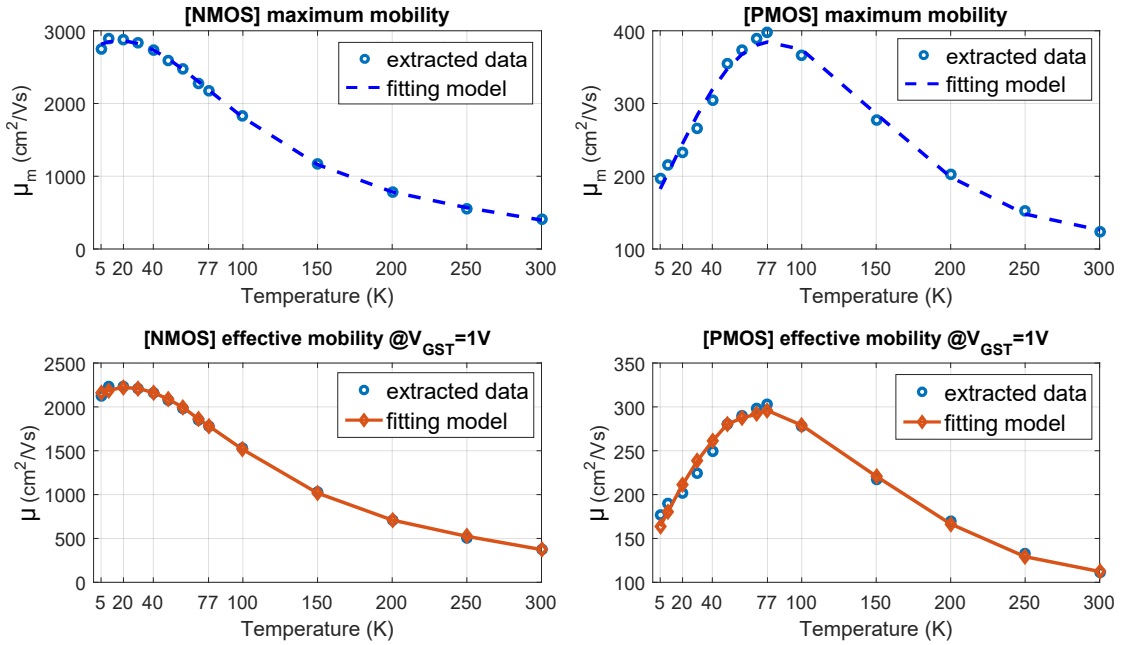 [NMOS] maximum mobility
3000
2000
1000
0
μm (cm2/Vs)
extracted data
fitting model
5 20 40 77 100 150 200 250 300
Temperature (K)
[PMOS] maximum mobility
400
300
200
100
μm (cm2/Vs)
extracted data
fitting model
5 20 40 77 100 150 200 250 300
Temperature (K)
[NMOS] effective mobility @VGST=1V
2500
2000
1500
1000
500
0
μ (cm2/Vs)
extracted data
fitting model
5 20 40 77 100 150 200 250 300
Temperature (K)
[PMOS] effective mobility @VGST=1V
350
300
250
200
150
100
μ (cm2/Vs)
extracted data
fitting model
5 20 40 77 100 150 200 250 300
Temperature (K)